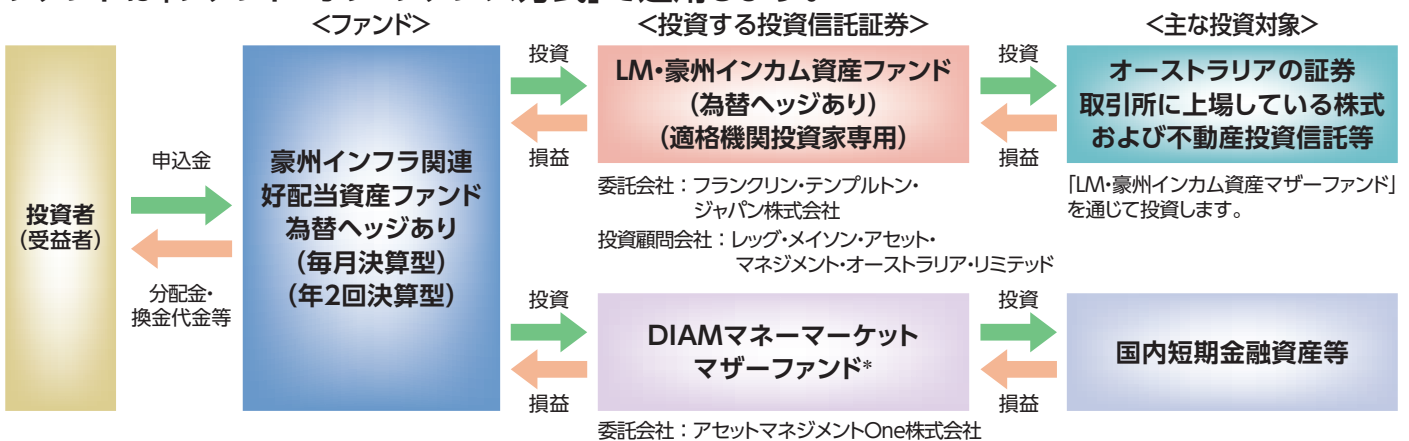 <ファンド>
<投資する投資信託証券>
<主な投資対象>
投資者
(受益者)
申込金
分配金・
換金代金等
豪州インフラ関連
好配当資産ファンド
為替ヘッジあり
(毎月決算型)
(年2回決算型)
投資
損益
LM・豪州インカム資産ファンド
(為替ヘッジあり)
(適格機関投資家専用)
委託会社:フランクリン・テンプルトン・
ジャパン株式会社
投資顧問会社:レッグ・メイソン・アセット・
マネジメント・オーストラリア・リミテッド
投資
損益
オーストラリアの証券
取引所に上場している株式
および不動産投資信託等
「LM・豪州インカム資産マザーファンド」
を通じて投資します。
投資
損益
DIAMマネーマーケット
マザーファンド*
委託会社:アセットマネジメントOne株式会社
投資
損益
国内短期金融資産等